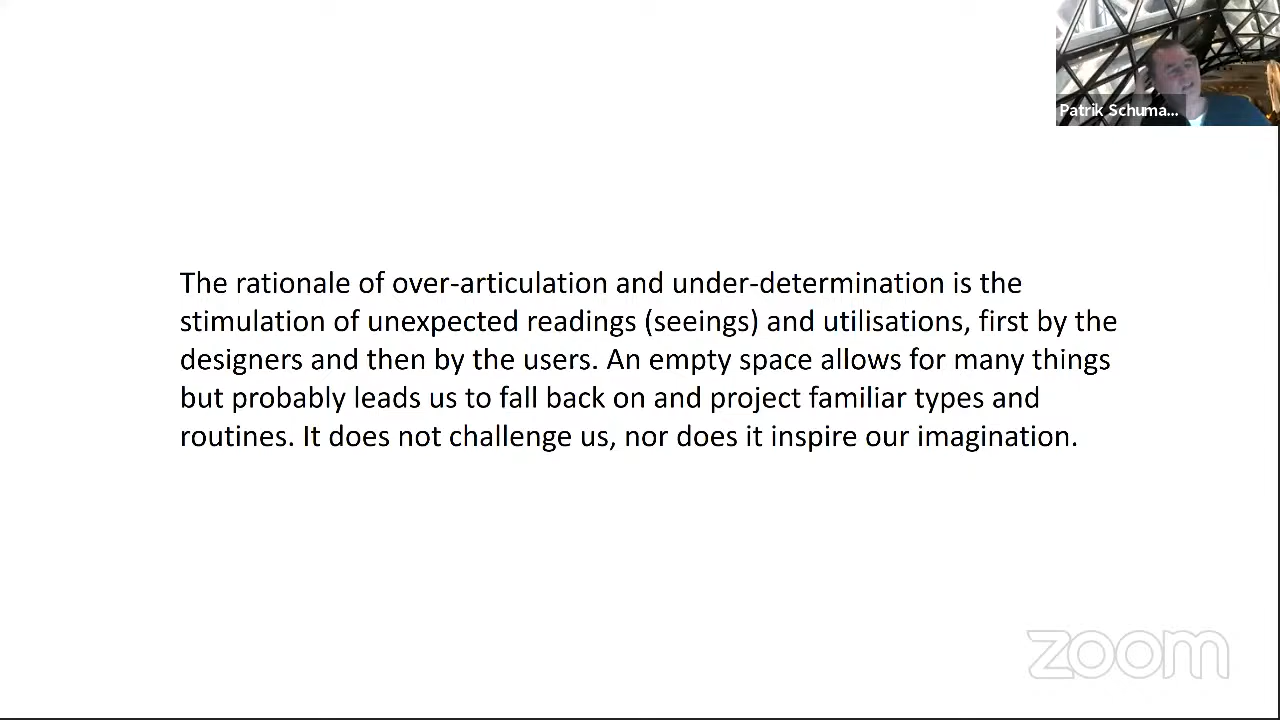 Patrik Schuma...
The rationale of over-articulation and under-determination is the
stimulation of unexpected readings (seeings) and utilisations, first by the
designers and then by the users. An empty space allows for many things
but probably leads us to fall back on and project familiar types and
routines. It does not challenge us, nor does it inspire our imagination.
zoom